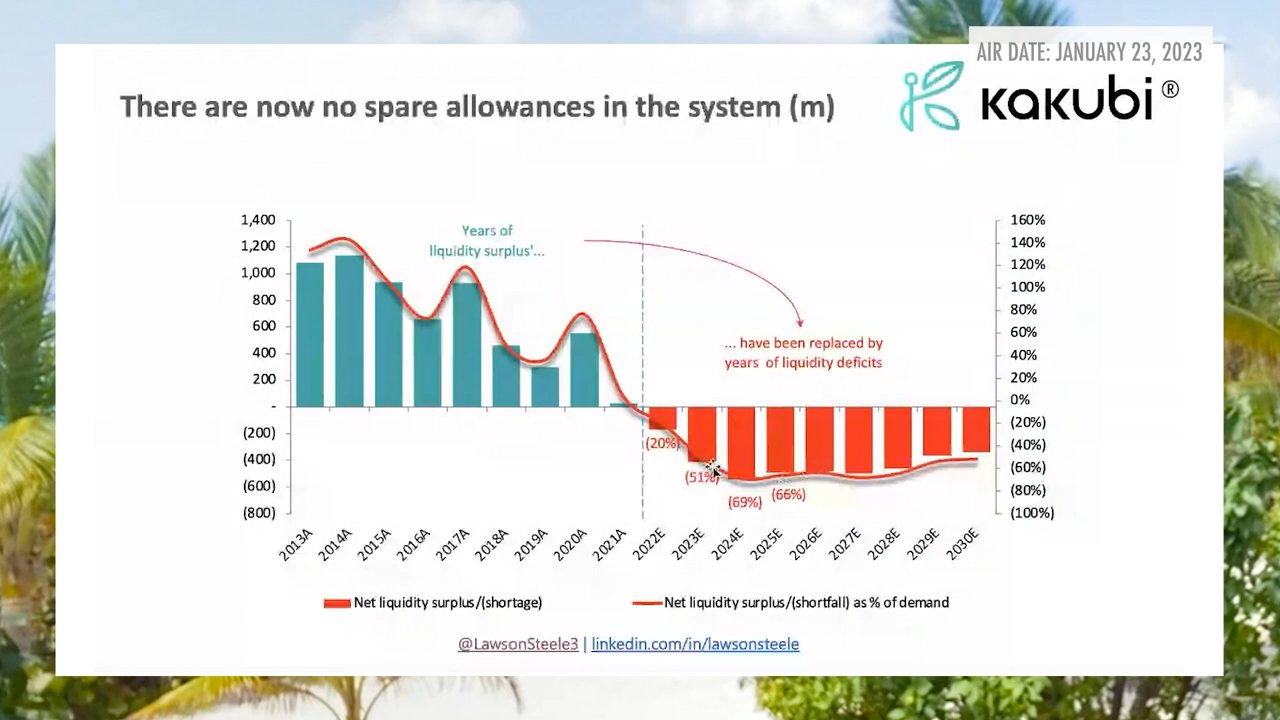 AIR DATE: JANUARY 23, 2023
There are now no spare allowances in the system (m)
kakubi®
1,400
1,200
1,000
800
600
400
200
-
(200)
(400)
(600)
(800)
Years of
liquidity surplus'...
... have been replaced by
years of liquidity deficits
(20%)
(51%)
(69%)
(66%)
160%
140%
120%
100%
80%
60%
40%
20%
0%
(20%)
(40%)
(60%)
(80%)
(100%)
2013A
2014A
2015A
2016A
2017A
2018A
2019A
2020A
2021A
2022E
2023E
2024E
2025E
2026E
2027E
2028E
2029E
2030E
Net liquidity surplus/(shortage)
Net liquidity surplus/(shortfall) as % of demand
@LawsonSteele3 | linkedin.com/in/lawsonsteele